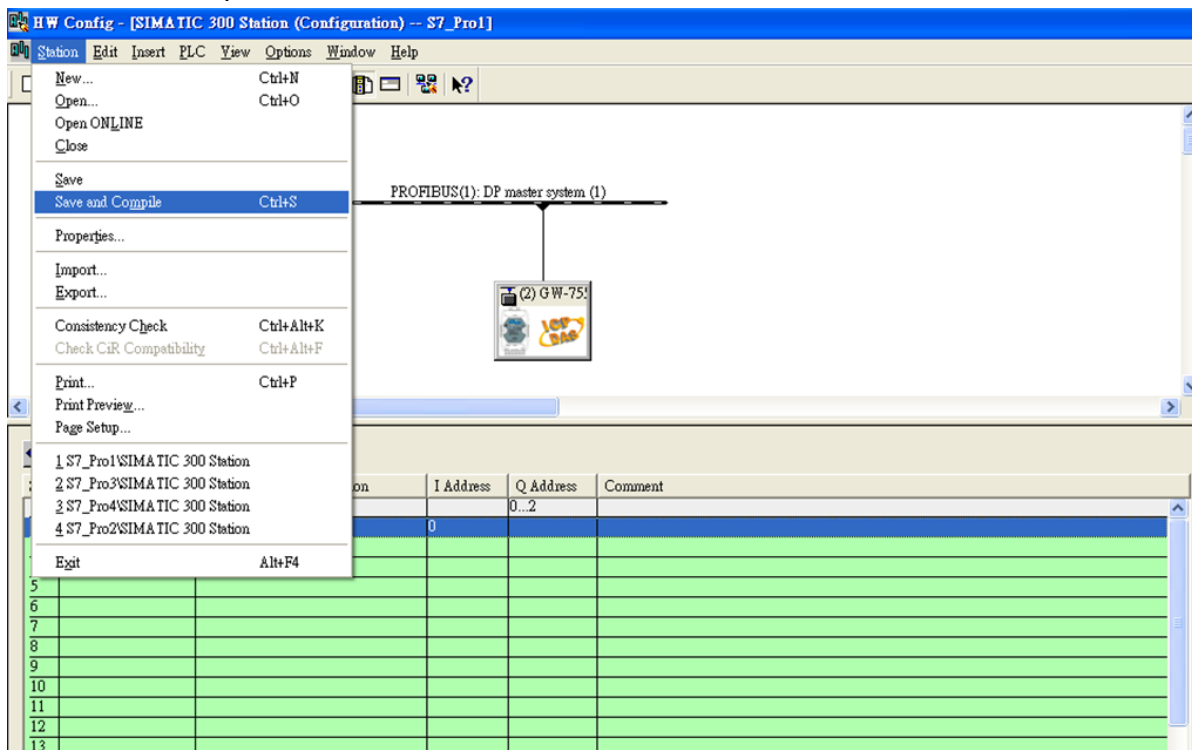 HW Config - [SIMATIC 300 Station (Configuration) -- S7_Pro1]
Station Edit Insert PLC View Options Window Help
New... Ctrl+N
Open... Ctrl+O
Open ONLINE
Close
Save
Save and Compile Ctrl+S
Properties...
Import...
Export...
Consistency Check Ctrl+Alt+K
Check CiR Compatibility Ctrl+Alt+F
Print... Ctrl+P
Print Preview...
Page Setup...
1 S7_Pro1\SIMATIC 300 Station
2 S7_Pro3\SIMATIC 300 Station
3 S7_Pro4\SIMATIC 300 Station
4 S7_Pro2\SIMATIC 300 Station
Exit Alt+F4
PROFIBUS(1): DP master system (1)
(2) GW-755
ICP DAS
on I Address Q Address Comment
0...2
0
5
6
7
8
9
10
11
12
13